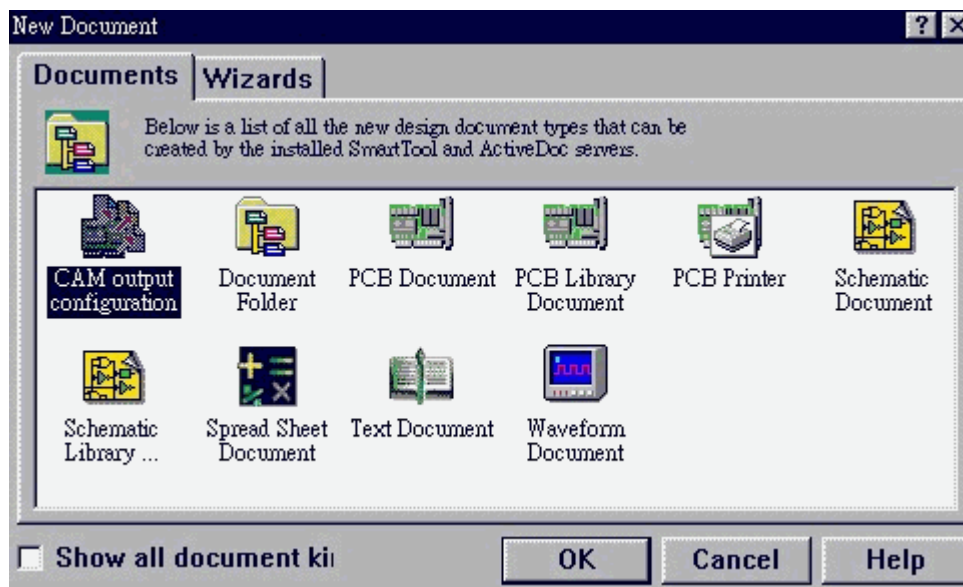 New Document
Documents
Wizards
Below is a list of all the new design document types that can be
created by the installed SmartTool and ActiveDoc servers.
CAM output
configuration
Document
Folder
PCB Document
PCB Library
Document
PCB Printer
Schematic
Document
Schematic
Library ...
Spread Sheet
Document
Text Document
Waveform
Document
Show all document ki
OK
Cancel
Help